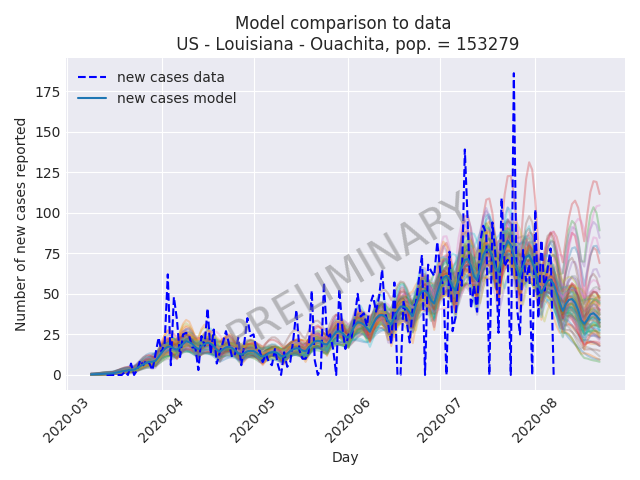 Model comparison to data
US - Louisiana - Ouachita, pop. = 153279
new cases data
new cases model
PRELIMINARY
Number of new cases reported
175
150
125
100
75
50
25
0
2020-03
2020-04
2020-05
2020-06
2020-07
2020-08
Day